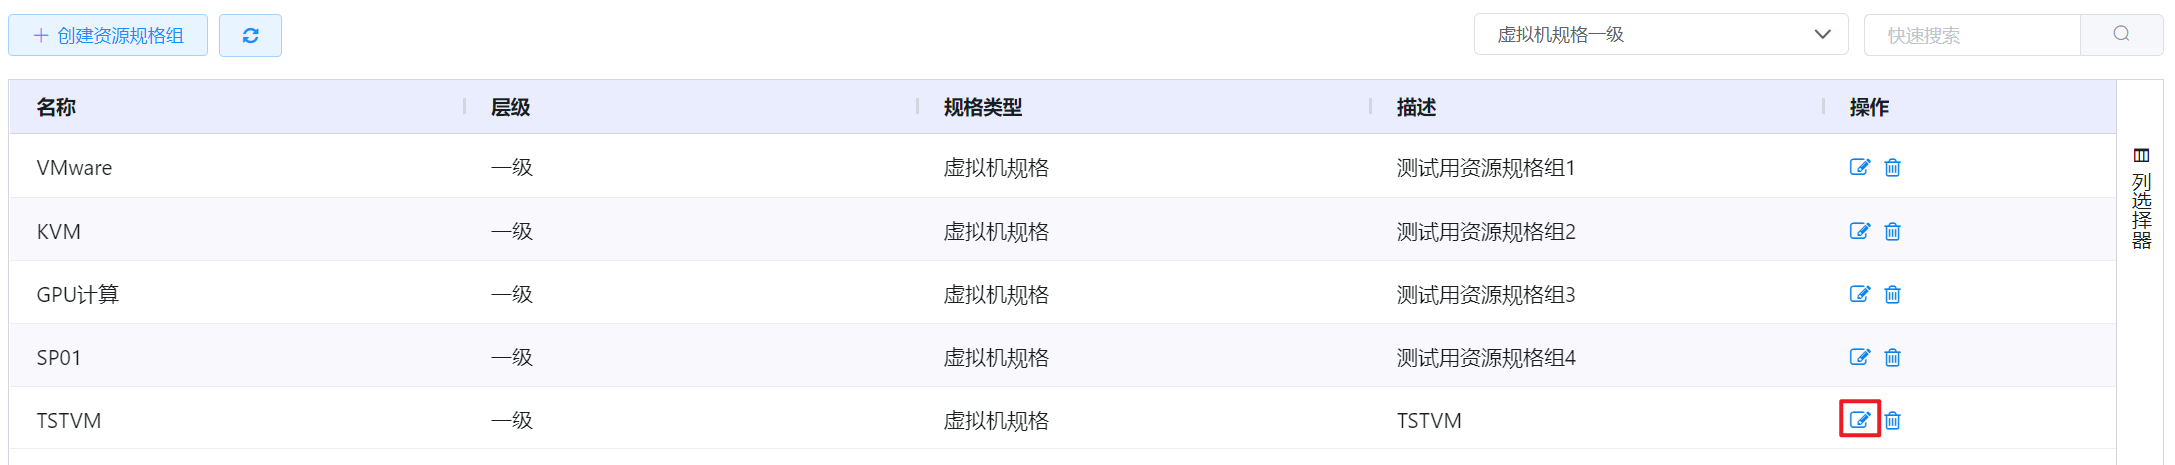 创建资源规格组
虚拟机规格一级
快速搜索
名称 层级 规格类型 描述 操作
VMware 一级 虚拟机规格 测试用资源规格组1
KVM 一级 虚拟机规格 测试用资源规格组2
GPU计算 一级 虚拟机规格 测试用资源规格组3
SP01 一级 虚拟机规格 测试用资源规格组4
TSTVM 一级 虚拟机规格 TSTVM
列选择器